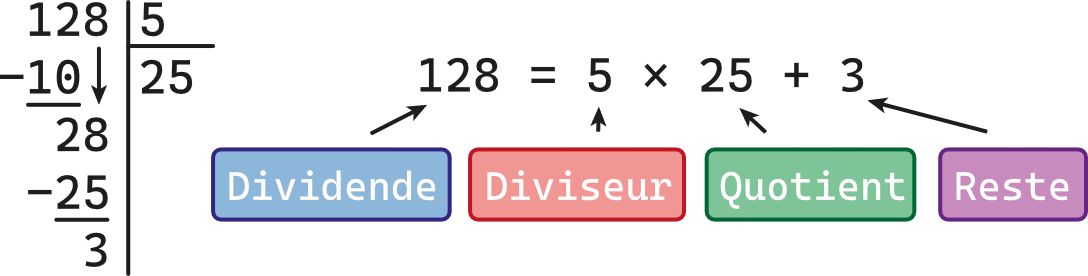 128 5
−10 25
28
−25
3
128 = 5 × 25 + 3
Dividende Diviseur Quotient Reste